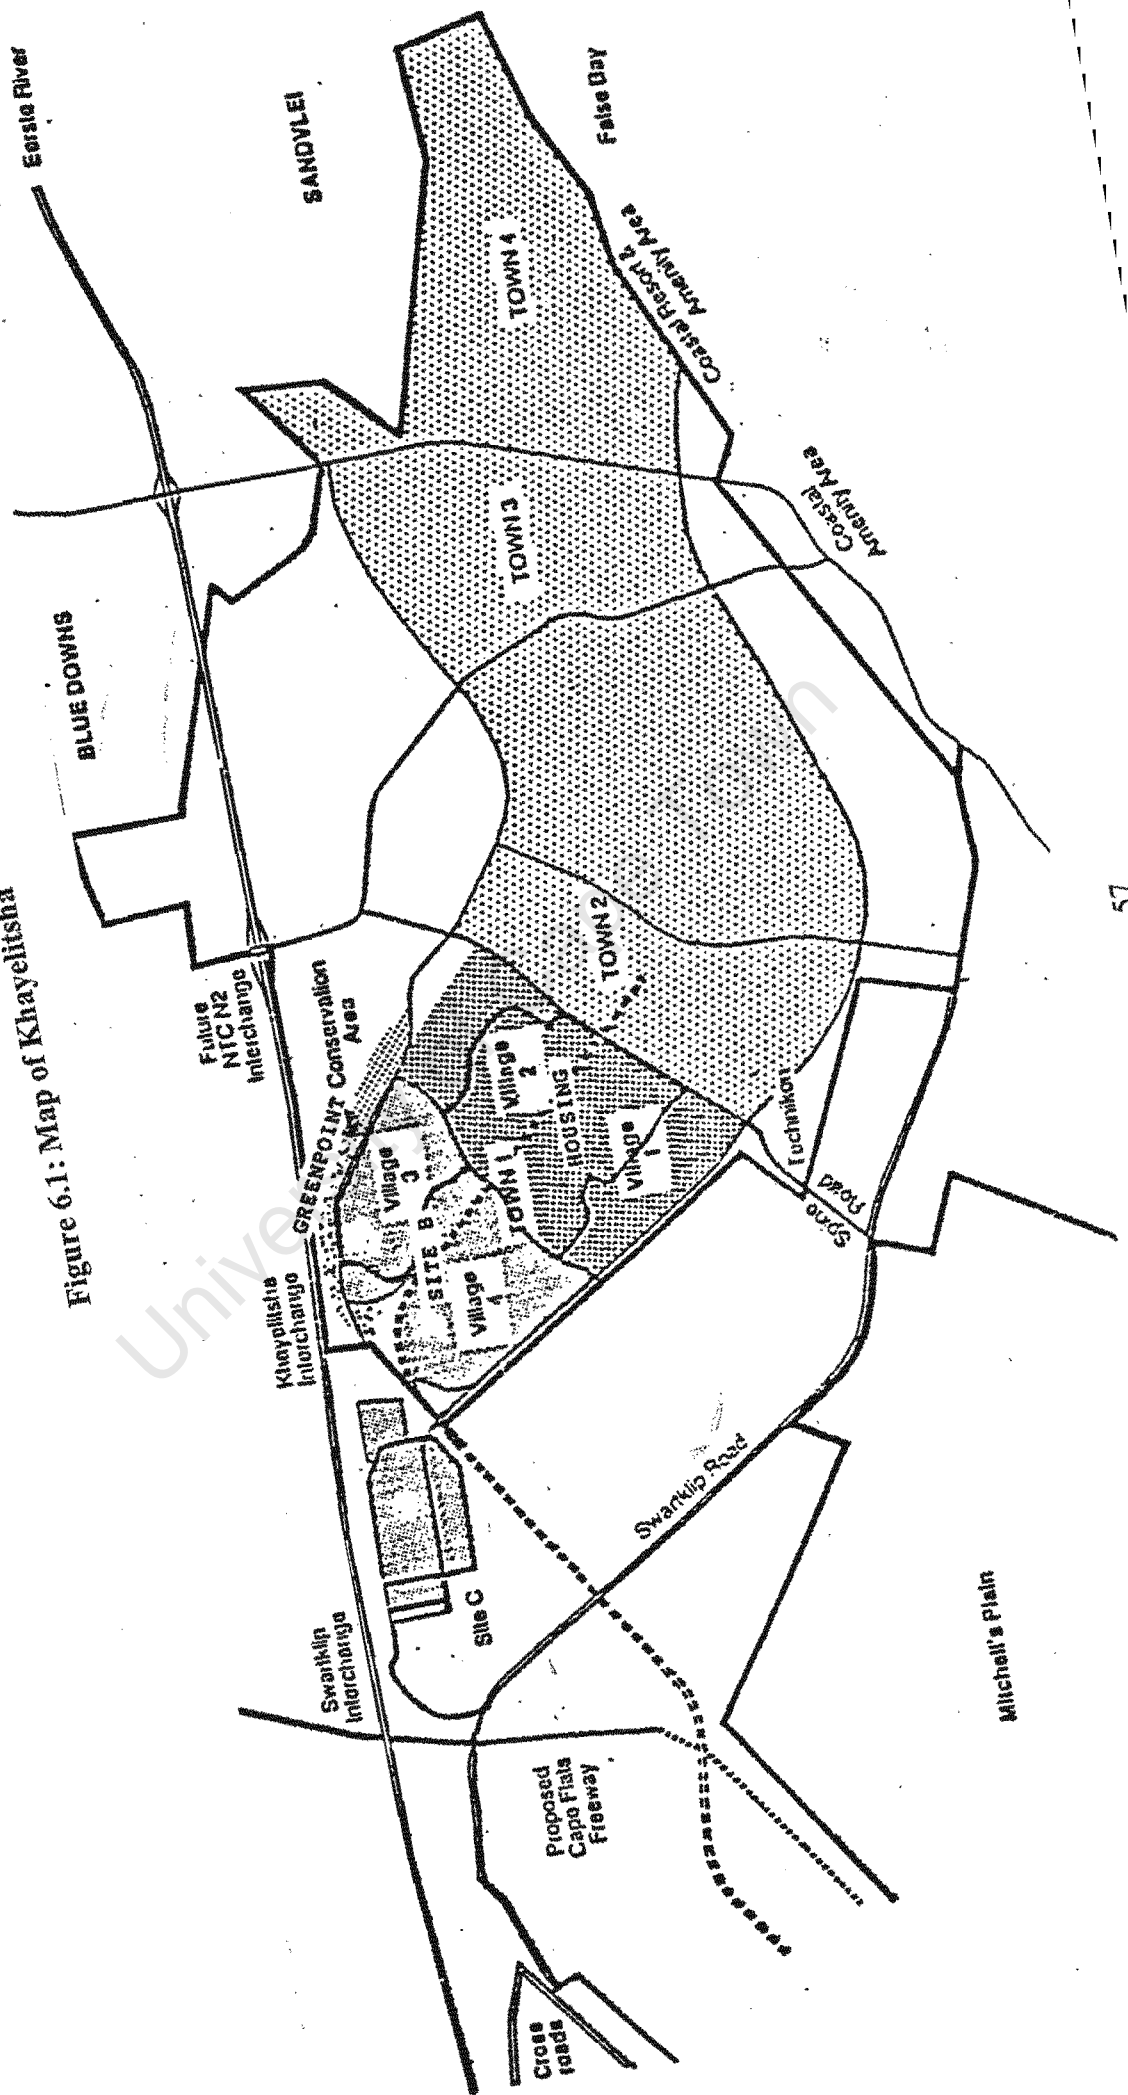 Figure 6.1: Map of Khayelitsha
Eerste River
SANDVLEI
BLUE DOWNS
False Bay
Future
NTC N2
Interchange
GREENPOINT Conservation
Area
Khayelitsha
Interchange
Swartklip
Interchange
TOWN 4
Coastal Resort &
Amenity Area
TOWN 3
Coastal
Amenity Area
TOWN 2
Village
3
SITE B
Village
4
TOWN 1
Village
2
HOUSING
Village
1
Technikon
Spine
Road
Site C
Swartklip Road
Proposed
Cape Flats
Freeway
Cross
roads
Mitchell's Plain
57